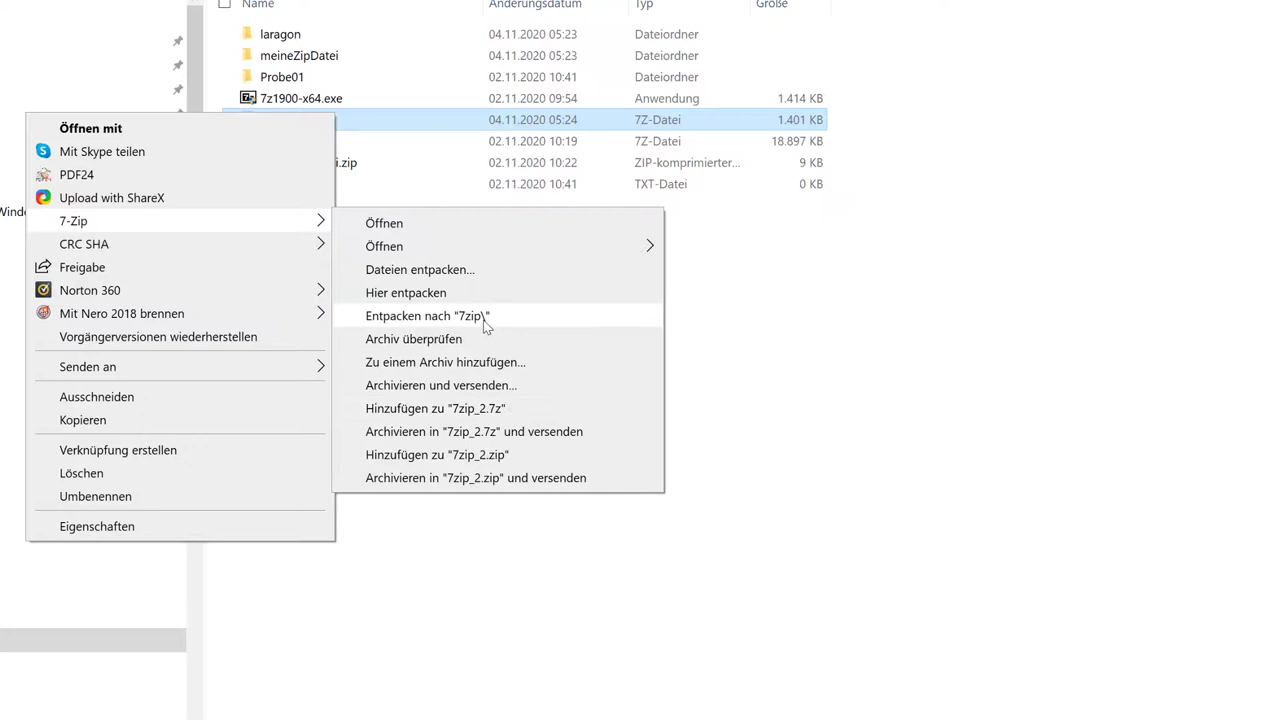 Name Änderungsdatum Typ Größe
laragon 04.11.2020 05:23 Dateiordner
meineZipDatei 04.11.2020 05:23 Dateiordner
Probe01 02.11.2020 10:41 Dateiordner
7z1900-x64.exe 02.11.2020 09:54 Anwendung 1.414 KB
04.11.2020 05:24 7Z-Datei 1.401 KB
02.11.2020 10:19 7Z-Datei 18.897 KB
i.zip 02.11.2020 10:22 ZIP-komprimierter... 9 KB
02.11.2020 10:41 TXT-Datei 0 KB
Winde
Öffnen mit
Mit Skype teilen
PDF24
Upload with ShareX
7-Zip
CRC SHA
Freigabe
Norton 360
Mit Nero 2018 brennen
Vorgängerversionen wiederherstellen
Senden an
Ausschneiden
Kopieren
Verknüpfung erstellen
Löschen
Umbenennen
Eigenschaften
Öffnen
Öffnen
Dateien entpacken...
Hier entpacken
Entpacken nach "7zip\"
Archiv überprüfen
Zu einem Archiv hinzufügen...
Archivieren und versenden...
Hinzufügen zu "7zip_2.7z"
Archivieren in "7zip_2.7z" und versenden
Hinzufügen zu "7zip_2.zip"
Archivieren in "7zip_2.zip" und versenden